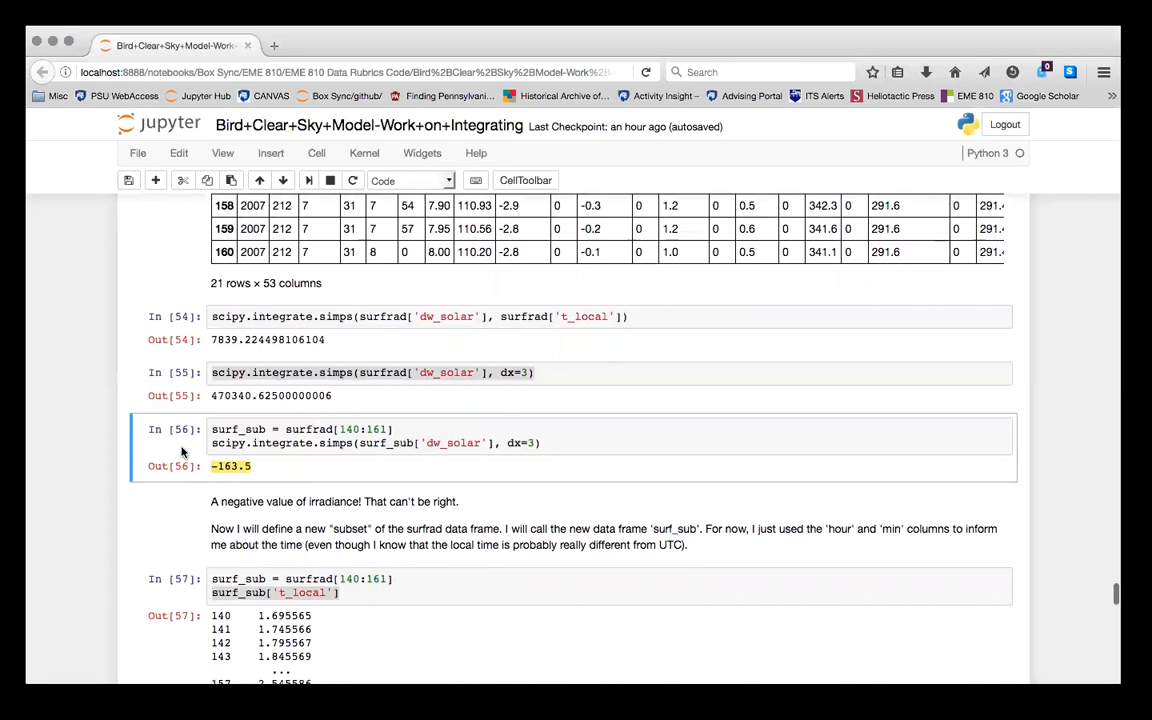 Bird+Clear+Sky+Model-Work-
localhost:8888/notebooks/Box Sync/EME 810/EME 810 Data Rubrics Code/Bird%2BClear%2BSky%2BModel-Work%2B
Search
0
Misc PSU WebAccess Jupyter Hub CANVAS Box Sync/github/ Finding Pennsylvani... Historical Archive of... Activity Insight – Advising Portal ITS Alerts Heliotactic Press EME 810 Google Scholar
jupyter Bird+Clear+Sky+Model-Work+on+Integrating Last Checkpoint: an hour ago (autosaved) Logout
File Edit View Insert Cell Kernel Widgets Help Python 3
Code CellToolbar
158 2007 212 7 31 7 54 7.90 110.93 -2.9 0 -0.3 0 1.2 0 0.5 0 342.3 0 291.6 0 291.4
159 2007 212 7 31 7 57 7.95 110.56 -2.8 0 -0.2 0 1.2 0 0.6 0 341.6 0 291.6 0 291.
160 2007 212 7 31 8 0 8.00 110.20 -2.8 0 -0.1 0 1.0 0 0.5 0 341.1 0 291.6 0 291.4
21 rows × 53 columns
In [54]: scipy.integrate.simps(surfrad['dw_solar'], surfrad['t_local'])
Out[54]: 7839.224498106104
In [55]: scipy.integrate.simps(surfrad['dw_solar'], dx=3)
Out[55]: 470340.62500000006
In [56]: surf_sub = surfrad[140:161]
scipy.integrate.simps(surf_sub['dw_solar'], dx=3)
Out[56]: -163.5
A negative value of irradiance! That can't be right.
Now I will define a new "subset" of the surfrad data frame. I will call the new data frame 'surf_sub'. For now, I just used the 'hour' and 'min' columns to inform
me about the time (even though I know that the local time is probably really different from UTC).
In [57]: surf_sub = surfrad[140:161]
surf_sub['t_local']
Out[57]: 140 1.695565
141 1.745566
142 1.795567
143 1.845569
...
157 2.545586